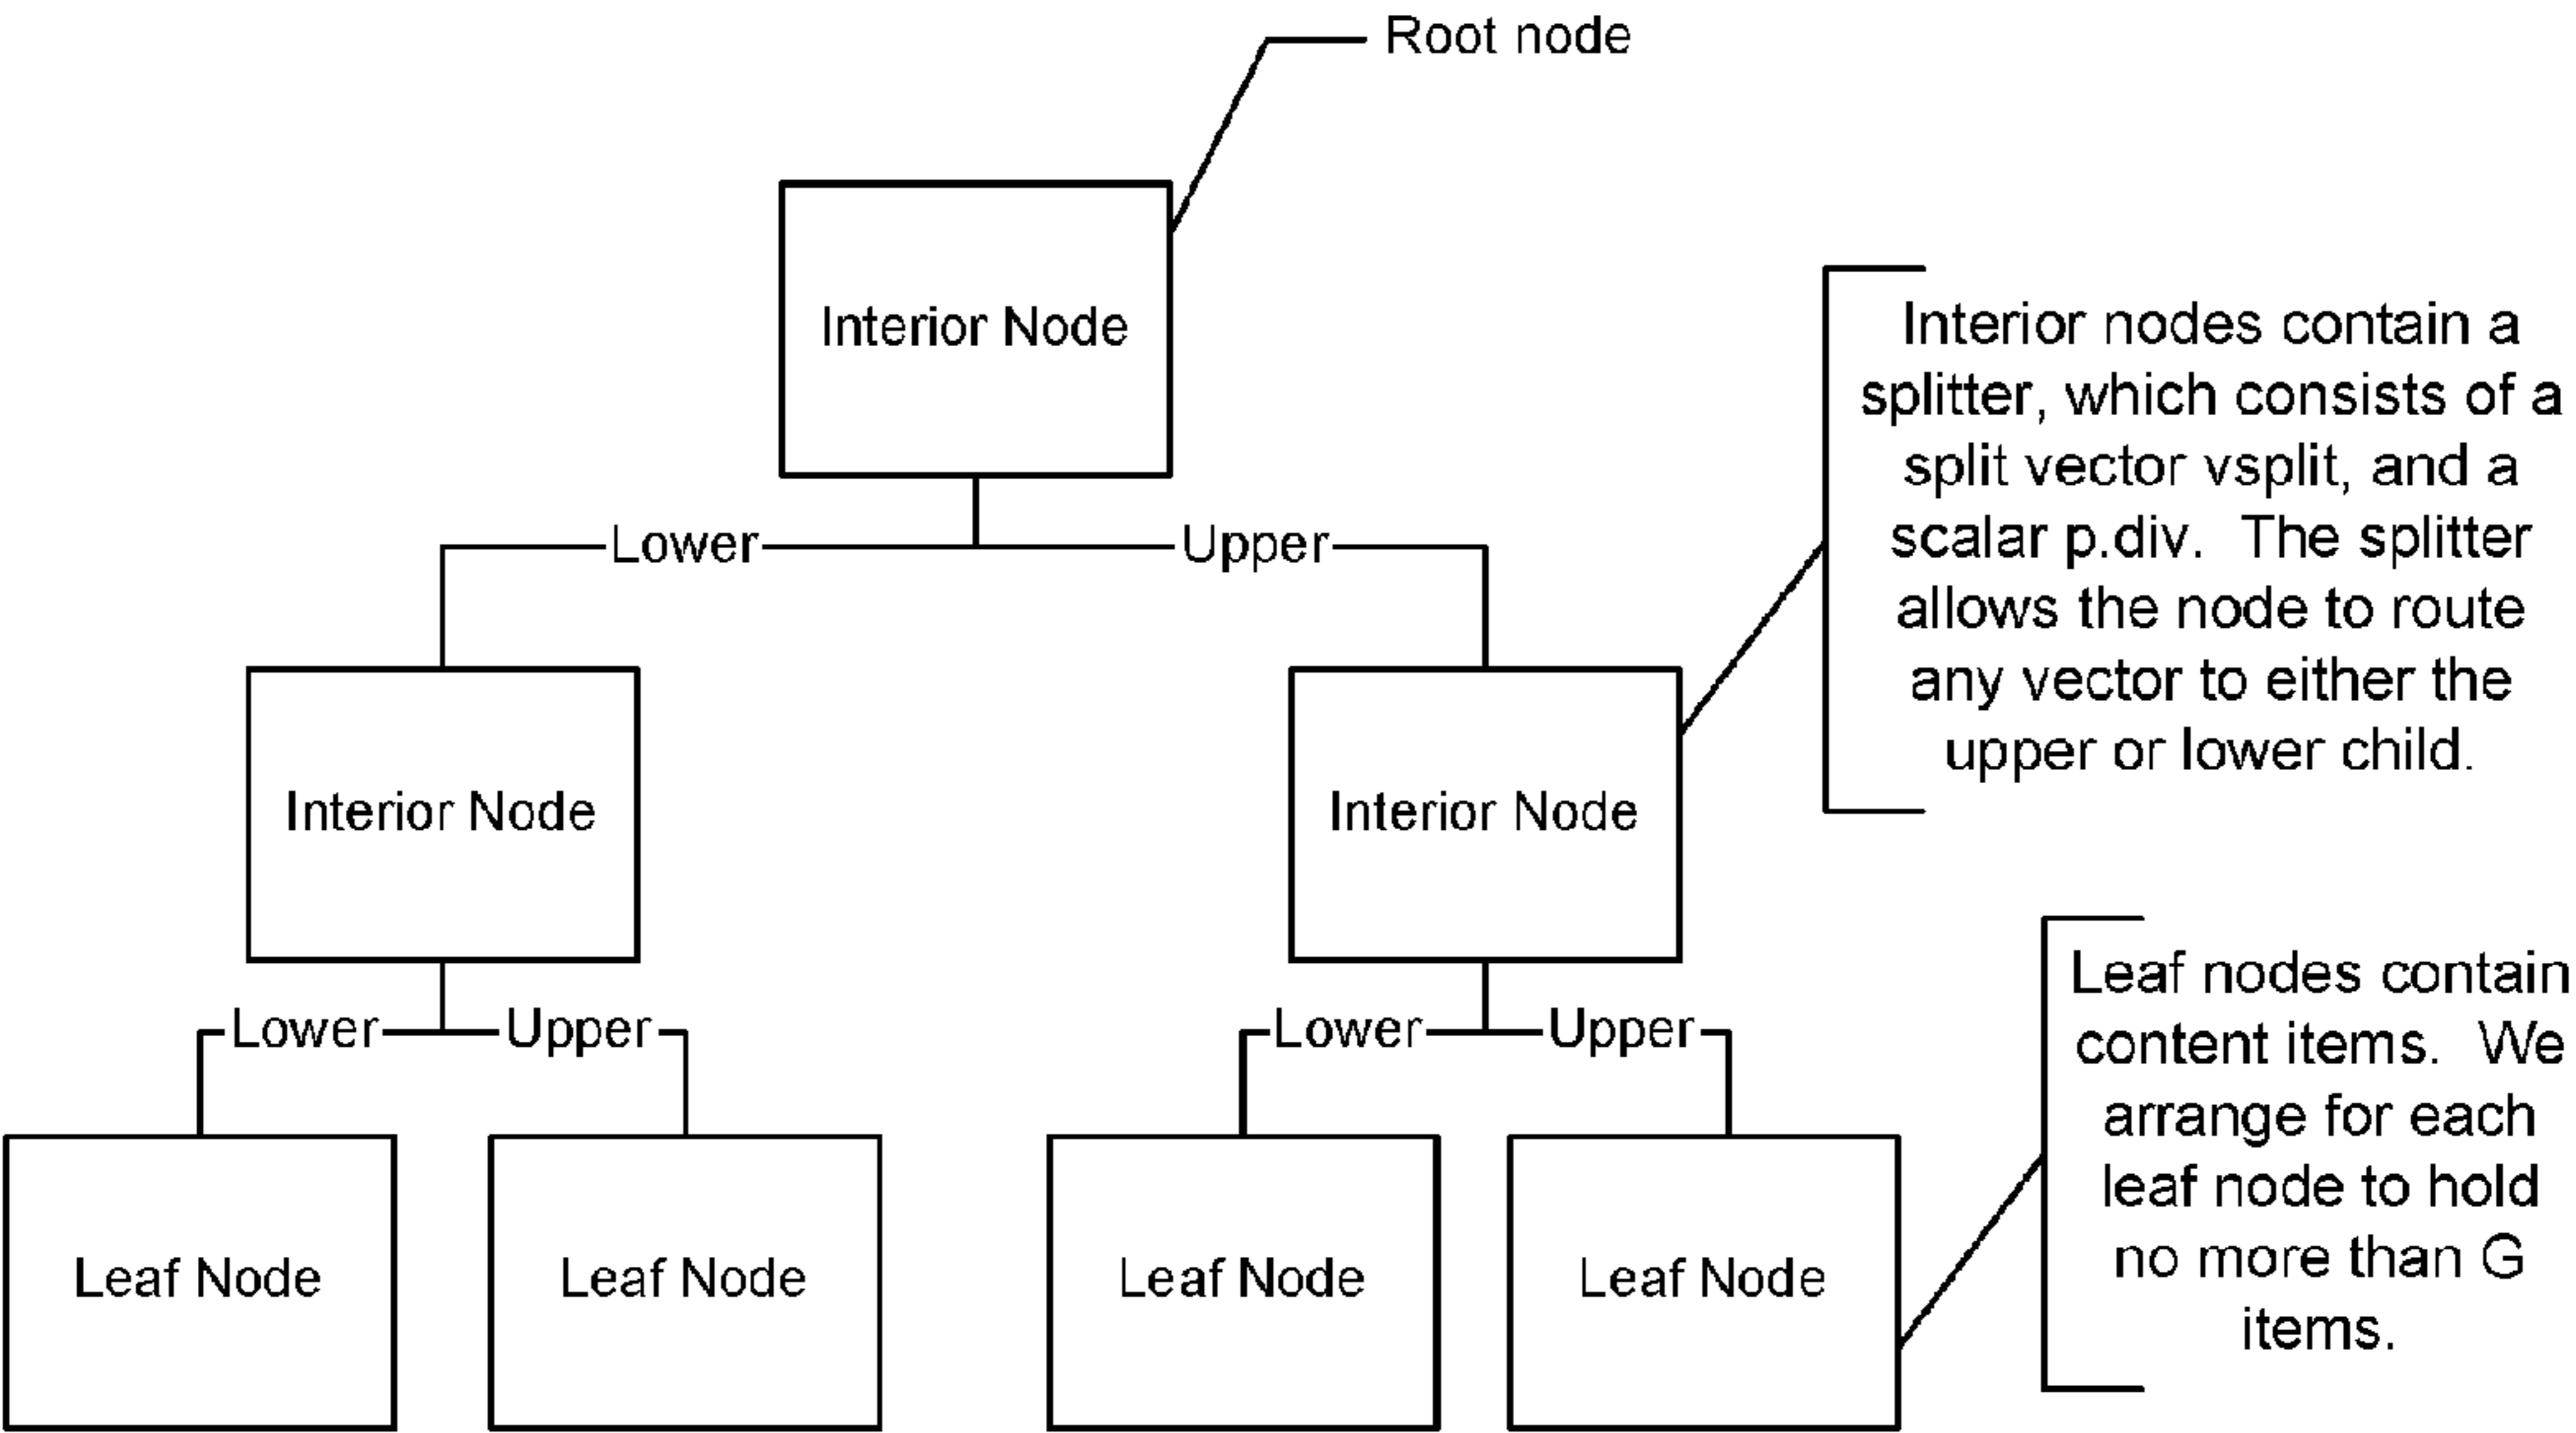 Root node
Interior Node
Interior nodes contain a
splitter, which consists of a
split vector vsplit, and a
scalar p.div. The splitter
allows the node to route
any vector to either the
upper or lower child.
Lower
Upper
Interior Node
Interior Node
Lower
Upper
Lower
Upper
Leaf nodes contain
content items. We
arrange for each
leaf node to hold
no more than G
items.
Leaf Node
Leaf Node
Leaf Node
Leaf Node